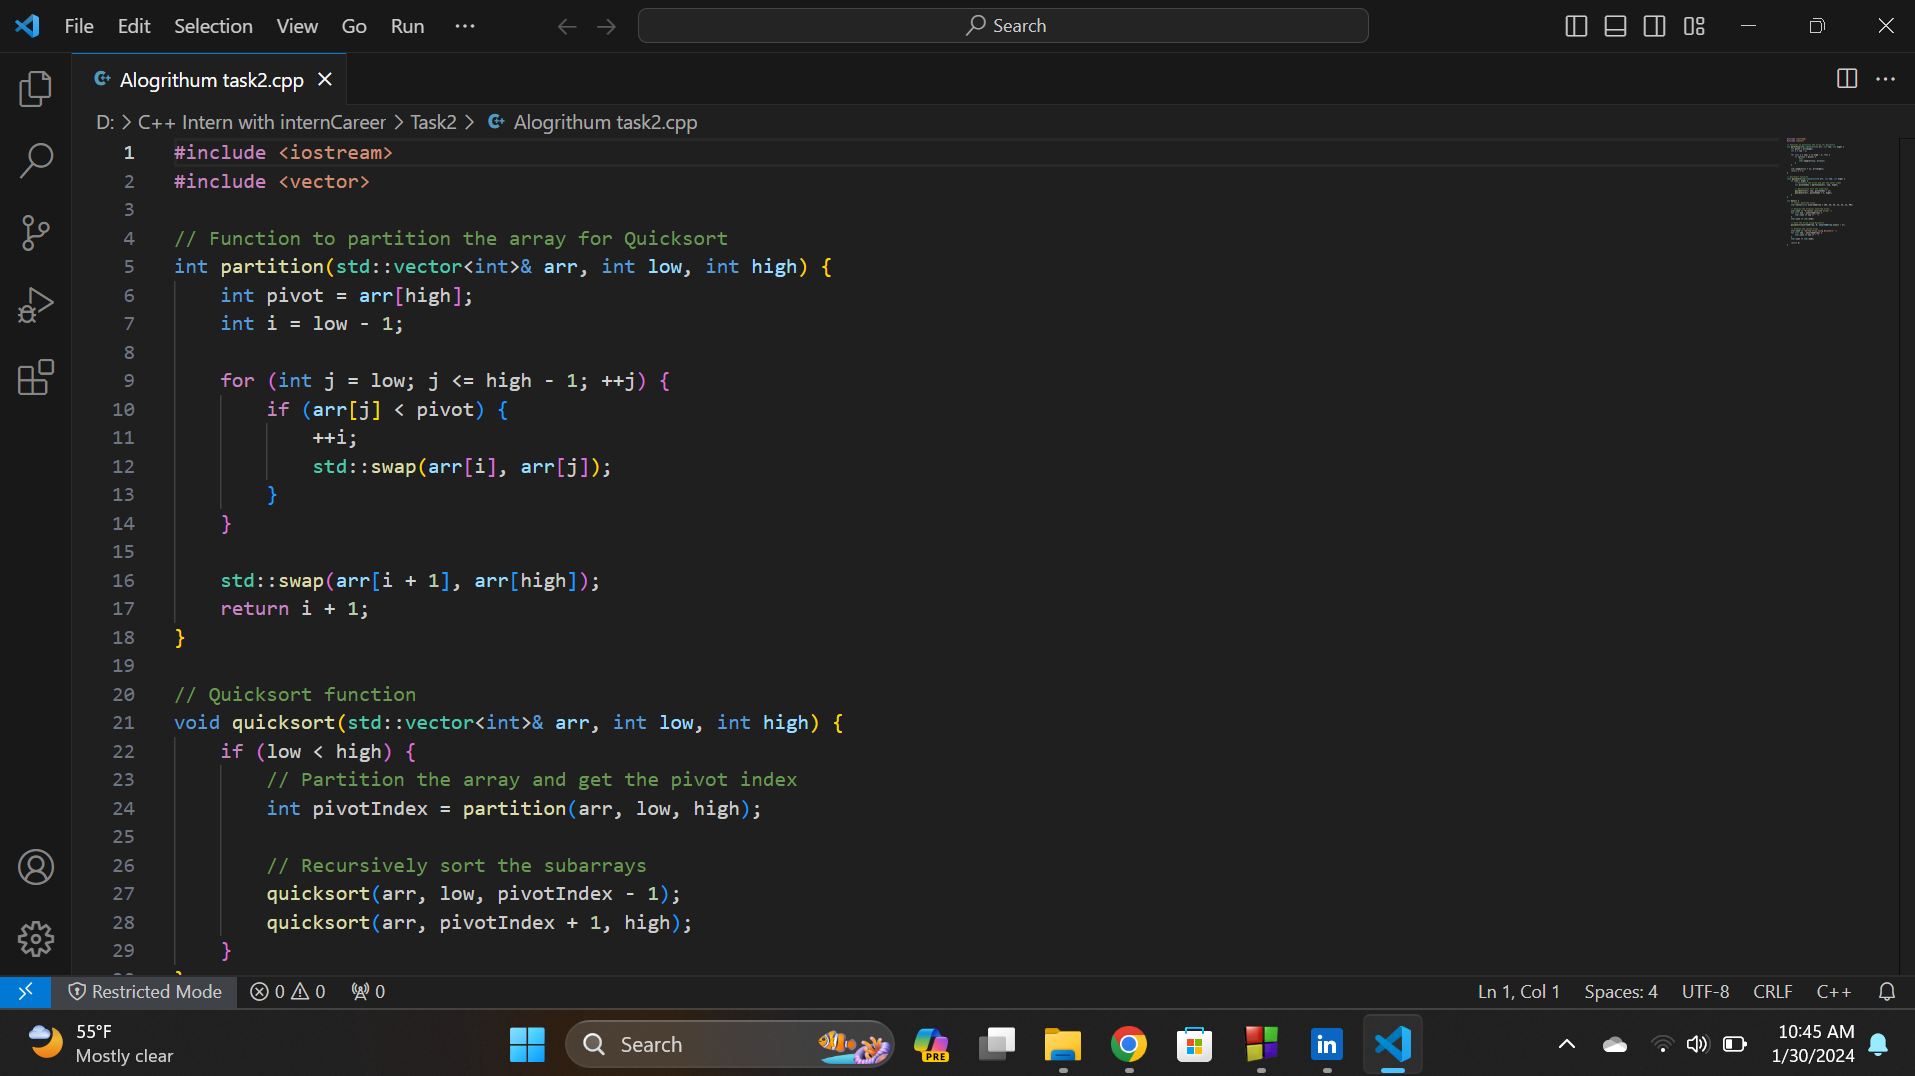 File Edit Selection View Go Run ··· Search
Alogrithum task2.cpp
D: > C++ Intern with internCareer > Task2 > Alogrithum task2.cpp
1 #include <iostream>
2 #include <vector>
3
4 // Function to partition the array for Quicksort
5 int partition(std::vector<int>& arr, int low, int high) {
6     int pivot = arr[high];
7     int i = low - 1;
8
9     for (int j = low; j <= high - 1; ++j) {
10         if (arr[j] < pivot) {
11             ++i;
12             std::swap(arr[i], arr[j]);
13         }
14     }
15
16     std::swap(arr[i + 1], arr[high]);
17     return i + 1;
18 }
19
20 // Quicksort function
21 void quicksort(std::vector<int>& arr, int low, int high) {
22     if (low < high) {
23         // Partition the array and get the pivot index
24         int pivotIndex = partition(arr, low, high);
25
26         // Recursively sort the subarrays
27         quicksort(arr, low, pivotIndex - 1);
28         quicksort(arr, pivotIndex + 1, high);
29     }
Restricted Mode 0 0 0 Ln 1, Col 1 Spaces: 4 UTF-8 CRLF C++
55°F
Mostly clear
Search
PRE
in
10:45 AM
1/30/2024